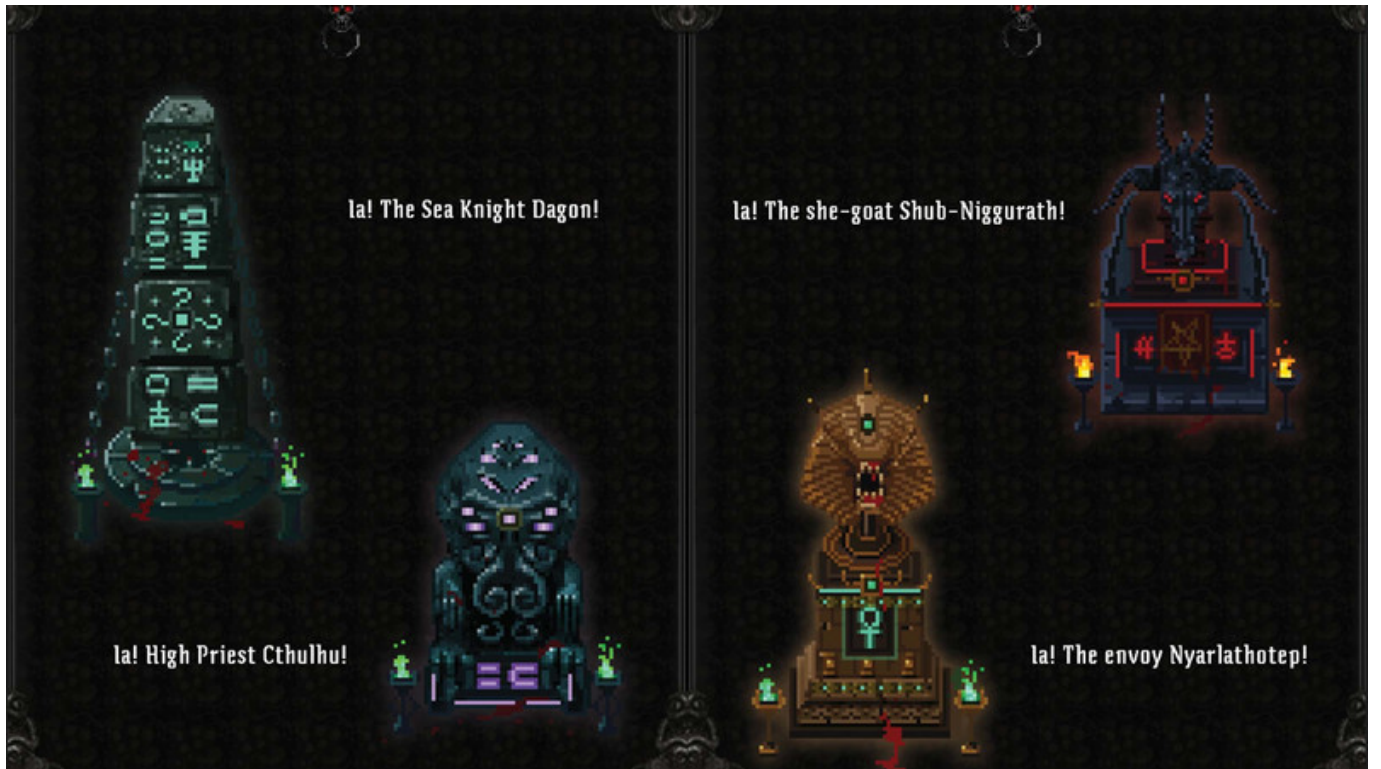 Ia! The Sea Knight Dagon!
Ia! The she-goat Shub-Niggurath!
Ia! High Priest Cthulhu!
Ia! The envoy Nyarlathotep!